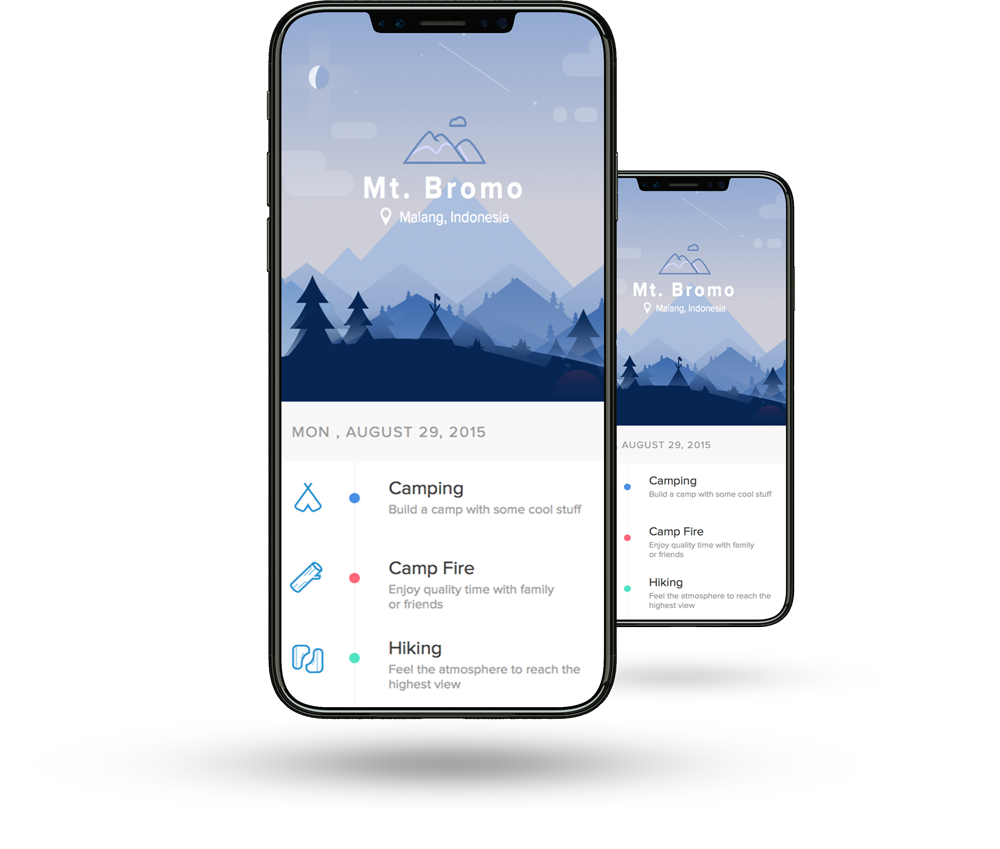 Mt. Bromo
Malang, Indonesia
MON , AUGUST 29, 2015
Camping
Build a camp with some cool stuff
Camp Fire
Enjoy quality time with family
or friends
Hiking
Feel the atmosphere to reach the
highest view
Mt. Bromo
Malang, Indonesia
, AUGUST 29, 2015
Camping
Build a camp with some cool stuff
Camp Fire
Enjoy quality time with family
or friends
Hiking
Feel the atmosphere to reach the
highest view